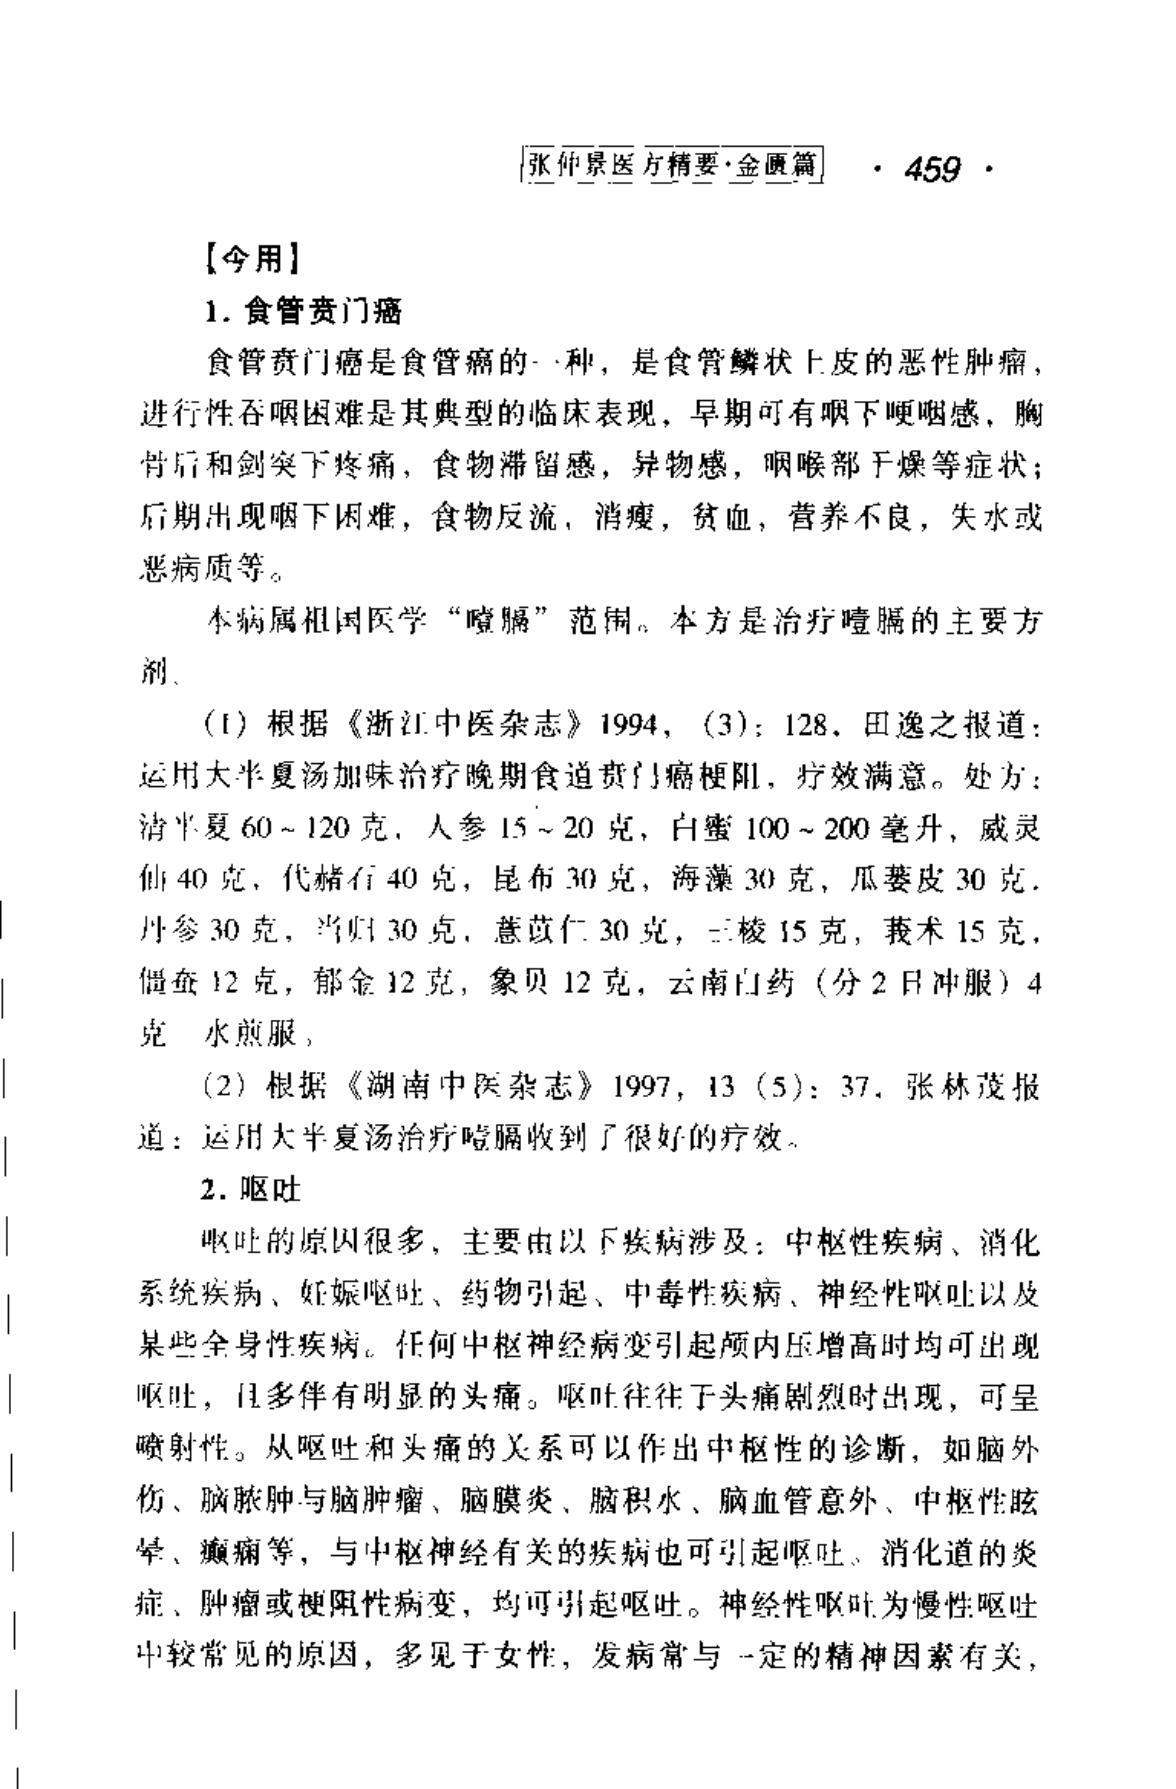 张仲景医方精要·金匮篇 · 459 ·
【今用】
1. 食管贲门癌
食管贲门癌是食管癌的一种，是食管鳞状上皮的恶性肿瘤，
进行性吞咽困难是其典型的临床表现，早期可有咽下哽咽感，胸
骨后和剑突下疼痛，食物滞留感，异物感，咽喉部干燥等症状；
后期出现咽下困难，食物反流，消瘦，贫血，营养不良，失水或
恶病质等。
本病属祖国医学“噎膈”范围。本方是治疗噎膈的主要方
剂。
（1）根据《浙江中医杂志》1994，（3）：128．田逸之报道：
运用大半夏汤加味治疗晚期食道贲门癌梗阻，疗效满意。处方：
清半夏 60～120 克，人参 15～20 克，白蜜 100～200 毫升，威灵
仙 40 克，代赭石 40 克，昆布 30 克，海藻 30 克，瓜蒌皮 30 克，
丹参 30 克，当归 30 克，薏苡仁 30 克，三棱 15 克，莪术 15 克，
僵蚕 12 克，郁金 12 克，象贝 12 克，云南白药（分 2 日冲服）4
克 水煎服。
（2）根据《湖南中医杂志》1997，13（5）：37．张林茂报
道：运用大半夏汤治疗噎膈收到了很好的疗效。
2. 呕吐
呕吐的原因很多，主要由以下疾病涉及：中枢性疾病、消化
系统疾病、妊娠呕吐、药物引起、中毒性疾病、神经性呕吐以及
某些全身性疾病。任何中枢神经病变引起颅内压增高时均可出现
呕吐，且多伴有明显的头痛。呕吐往往于头痛剧烈时出现，可呈
喷射性。从呕吐和头痛的关系可以作出中枢性的诊断，如脑外
伤、脑脓肿与脑肿瘤、脑膜炎、脑积水、脑血管意外、中枢性眩
晕、癫痫等，与中枢神经有关的疾病也可引起呕吐。消化道的炎
症、肿瘤或梗阻性病变，均可引起呕吐。神经性呕吐为慢性呕吐
中较常见的原因，多见于女性，发病常与一定的精神因素有关，